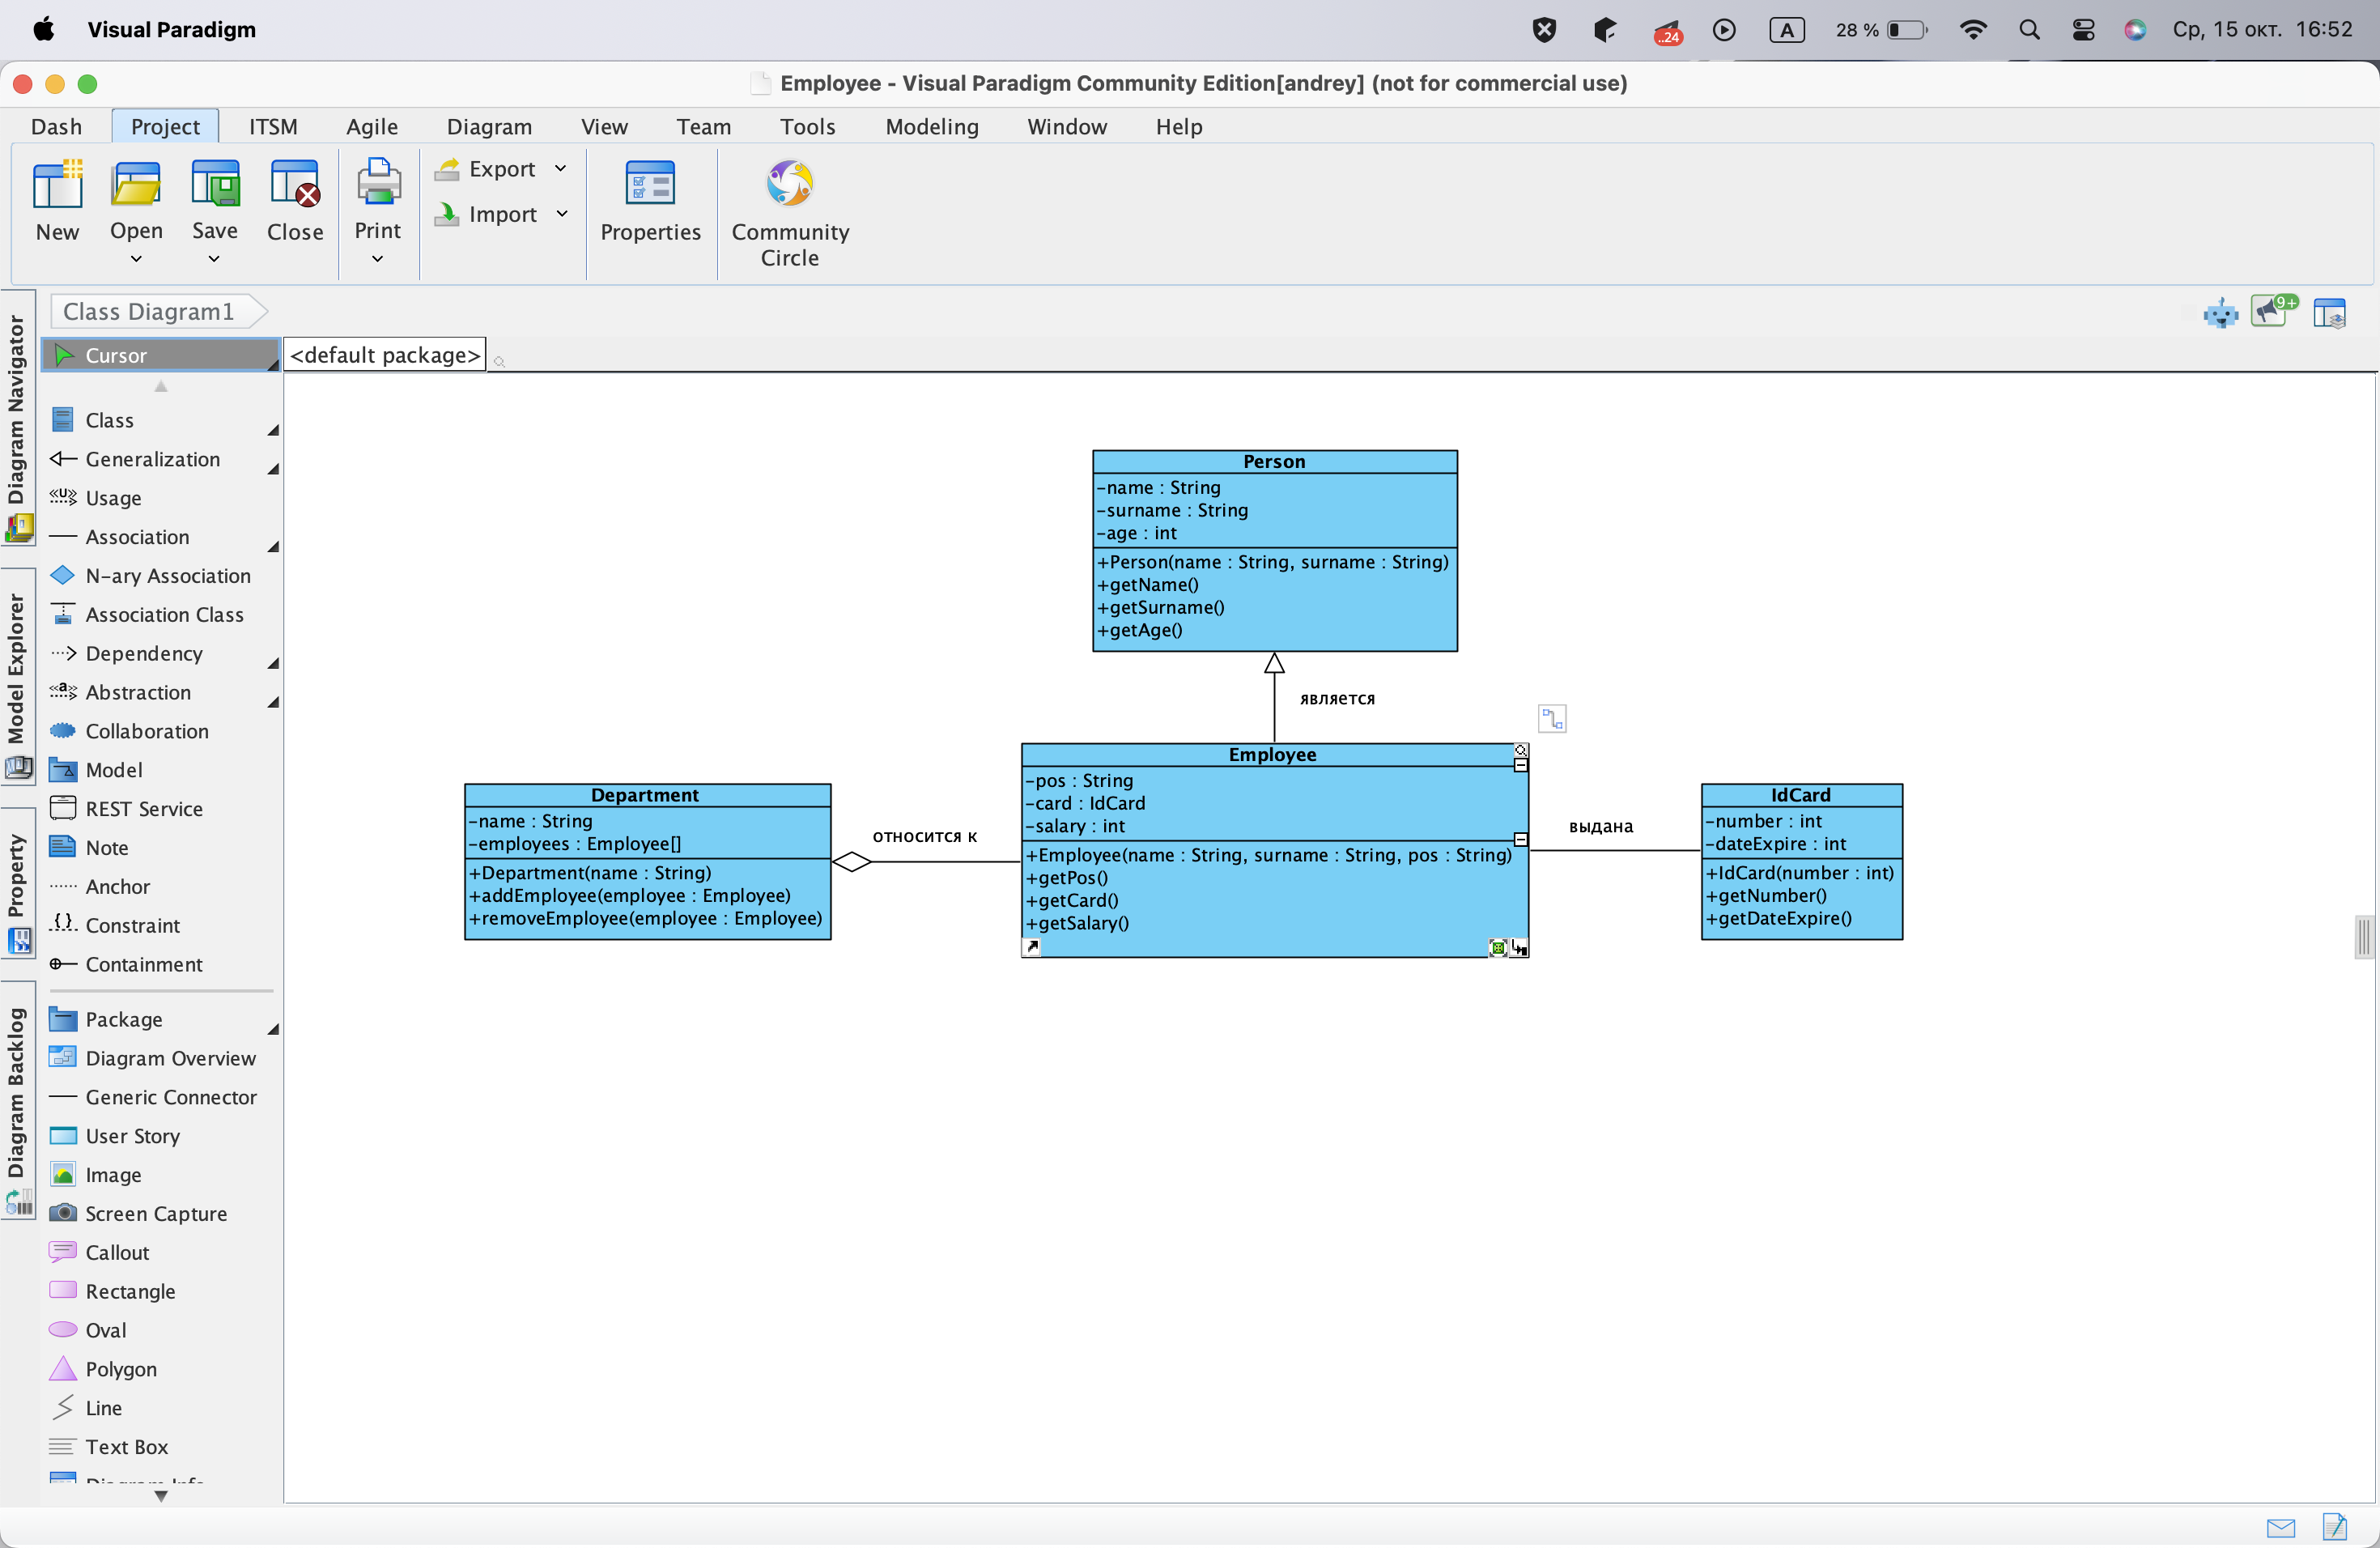 Visual Paradigm
..24
A
28 %
Ср, 15 окт. 16:52
Employee - Visual Paradigm Community Edition[andrey] (not for commercial use)
Dash Project ITSM Agile Diagram View Team Tools Modeling Window Help
New
Open
Save
Close
Print
Export
Import
Properties
Community
Circle
Class Diagram1
9+
Diagram Navigator
Model Explorer
Property
Diagram Backlog
Cursor
Class
Generalization
Usage
Association
N-ary Association
Association Class
Dependency
Abstraction
Collaboration
Model
REST Service
Note
Anchor
Constraint
Containment
Package
Diagram Overview
Generic Connector
User Story
Image
Screen Capture
Callout
Rectangle
Oval
Polygon
Line
Text Box
<default package>
Person
-name : String
-surname : String
-age : int
+Person(name : String, surname : String)
+getName()
+getSurname()
+getAge()
является
Employee
-pos : String
-card : IdCard
-salary : int
+Employee(name : String, surname : String, pos : String)
+getPos()
+getCard()
+getSalary()
Department
-name : String
-employees : Employee[]
+Department(name : String)
+addEmployee(employee : Employee)
+removeEmployee(employee : Employee)
относится к
выдана
IdCard
-number : int
-dateExpire : int
+IdCard(number : int)
+getNumber()
+getDateExpire()